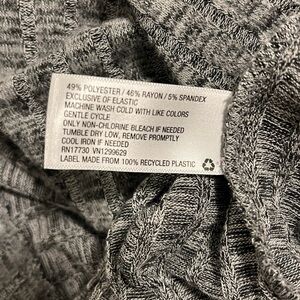 49% POLYESTER / 46% RAYON / 5% SPANDEX
EXCLUSIVE OF ELASTIC
MACHINE WASH COLD WITH LIKE COLORS
GENTLE CYCLE
ONLY NON-CHLORINE BLEACH IF NEEDED
TUMBLE DRY LOW, REMOVE PROMPTLY
COOL IRON IF NEEDED
RN17730 VN1299629
LABEL MADE FROM 100% RECYCLED PLASTIC